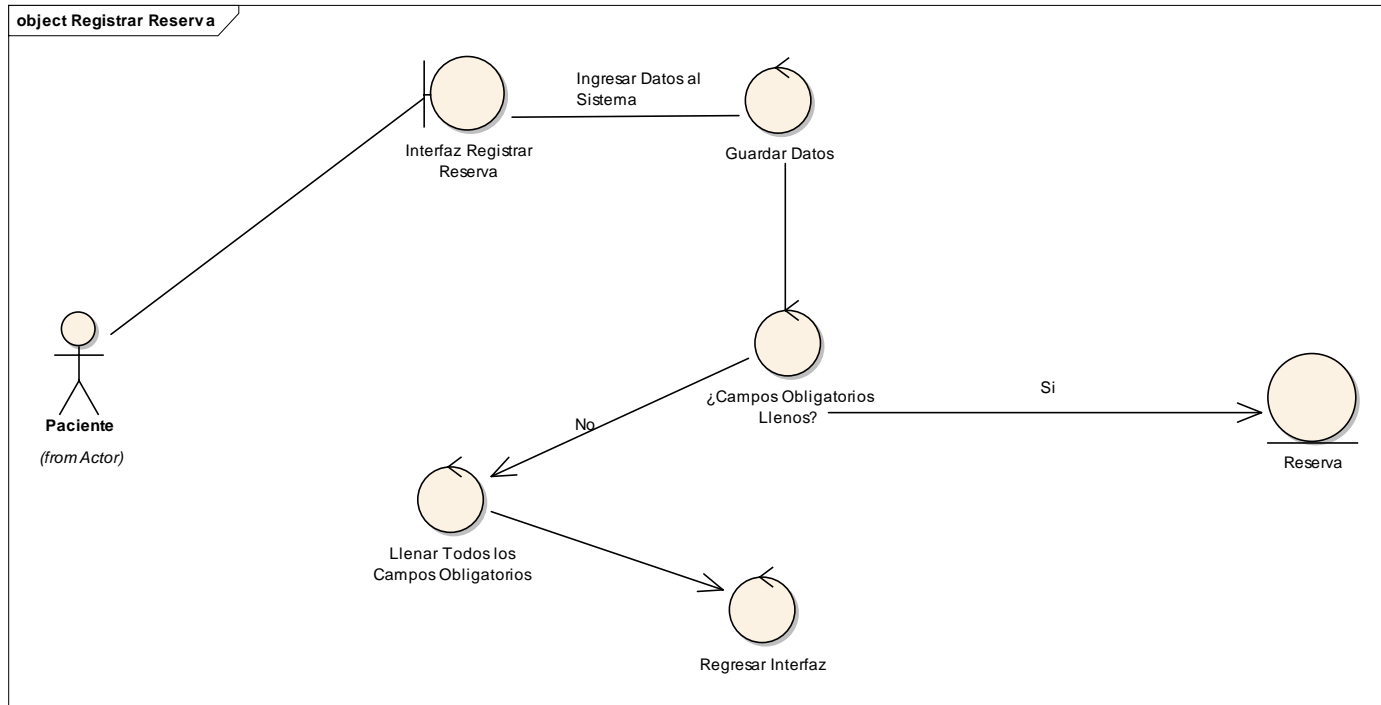 object Registrar Reserva
Ingresar Datos al
Sistema
Interfaz Registrar
Reserva
Guardar Datos
Paciente
(from Actor)
¿Campos Obligatorios
Llenos?
Si
No
Reserva
Llenar Todos los
Campos Obligatorios
Regresar Interfaz